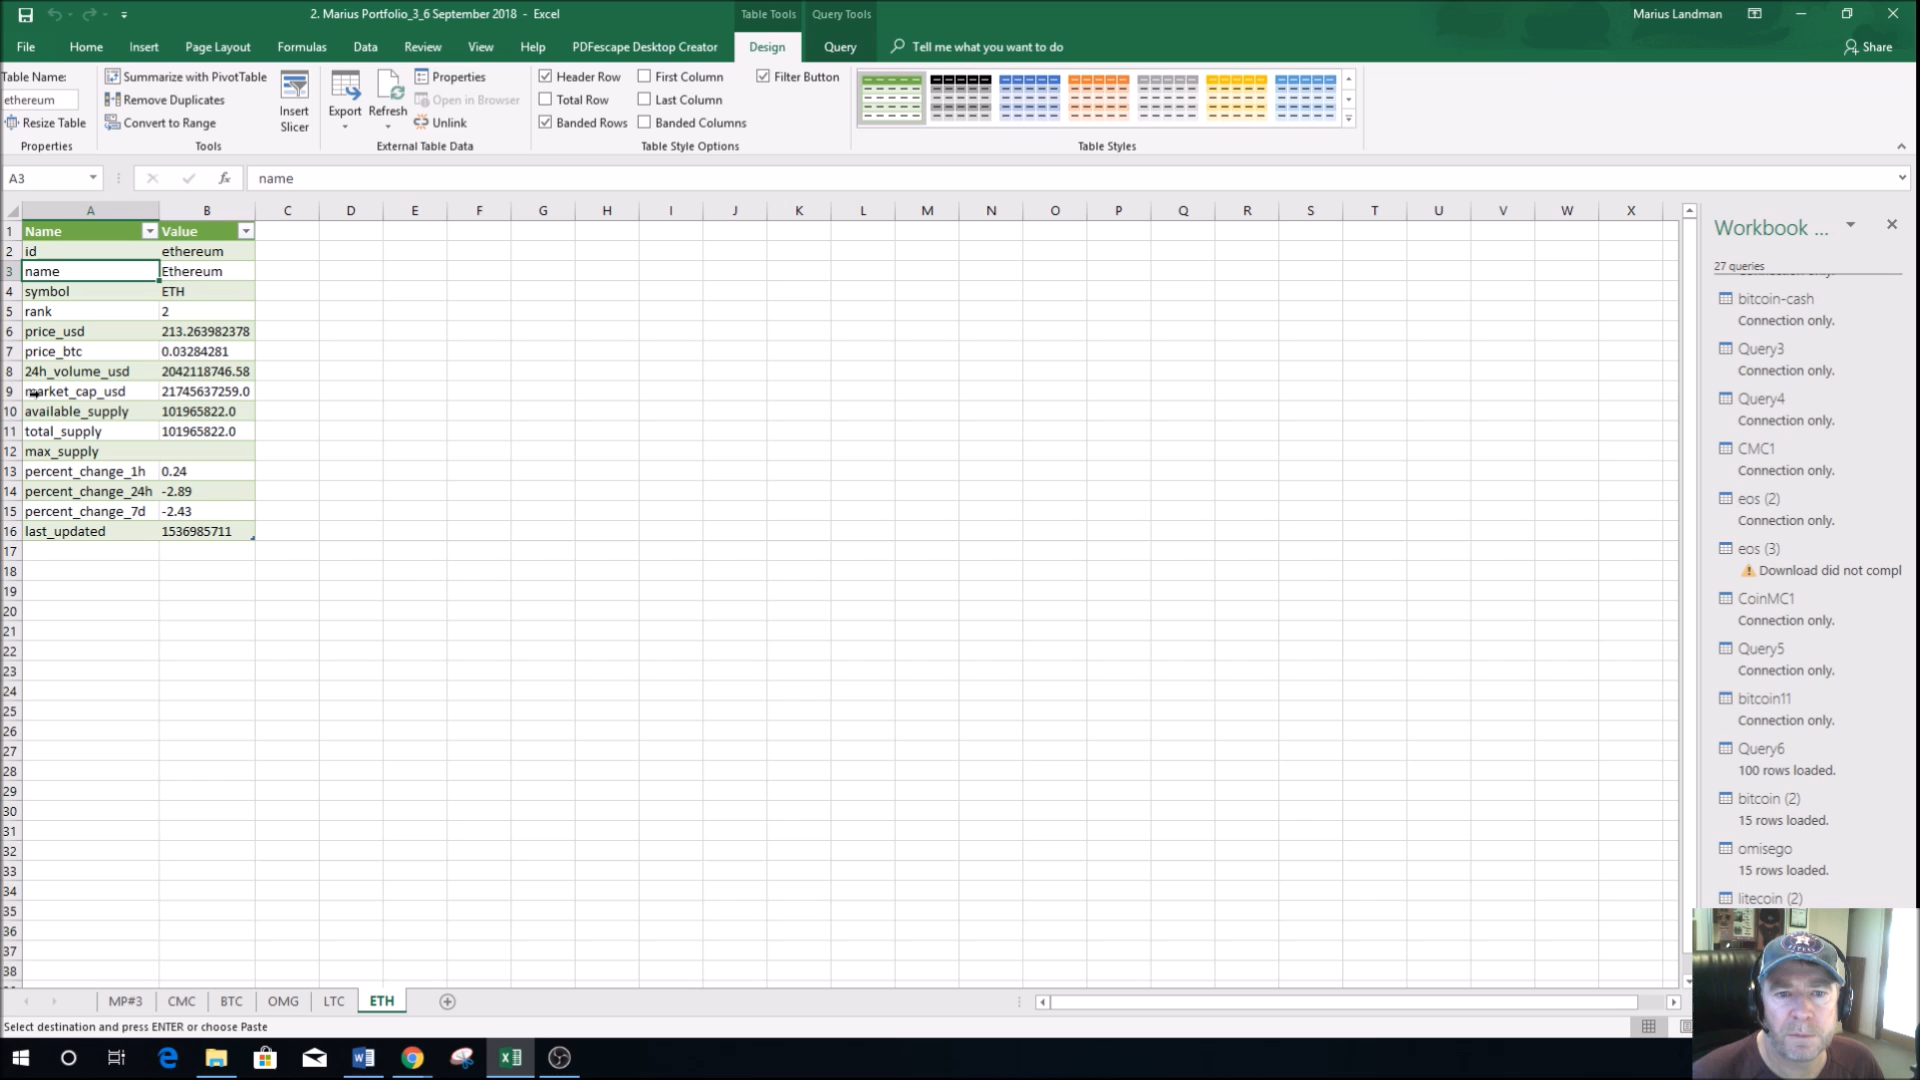 2. Marius Portfolio_3_6 September 2018 - Excel
Table Tools
Query Tools
Marius Landman
File Home Insert Page Layout Formulas Data Review View Help PDFescape Desktop Creator Design Query Tell me what you want to do Share
Table Name:
ethereum
Resize Table
Properties
Summarize with PivotTable
Remove Duplicates
Convert to Range
Tools
Insert Slicer
Export
Refresh
Properties
Open in Browser
Unlink
External Table Data
Header Row First Column Filter Button
Total Row Last Column
Banded Rows Banded Columns
Table Style Options
Table Styles
A3 fx name
A B C D E F G H I J K L M N O P Q R S T U V W X
1 Name Value
2 id ethereum
3 name Ethereum
4 symbol ETH
5 rank 2
6 price_usd 213.263982378
7 price_btc 0.03284281
8 24h_volume_usd 2042118746.58
9 market_cap_usd 21745637259.0
10 available_supply 101965822.0
11 total_supply 101965822.0
12 max_supply
13 percent_change_1h 0.24
14 percent_change_24h -2.89
15 percent_change_7d -2.43
16 last_updated 1536985711
17
18
19
20
21
22
23
24
25
26
27
28
29
30
31
32
33
34
35
36
37
38
Workbook ...
27 queries
bitcoin-cash
Connection only.
Query3
Connection only.
Query4
Connection only.
CMC1
Connection only.
eos (2)
Connection only.
eos (3)
Download did not compl
CoinMC1
Connection only.
Query5
Connection only.
bitcoin11
Connection only.
Query6
100 rows loaded.
bitcoin (2)
15 rows loaded.
omisego
15 rows loaded.
litecoin (2)
MP#3 CMC BTC OMG LTC ETH
Select destination and press ENTER or choose Paste